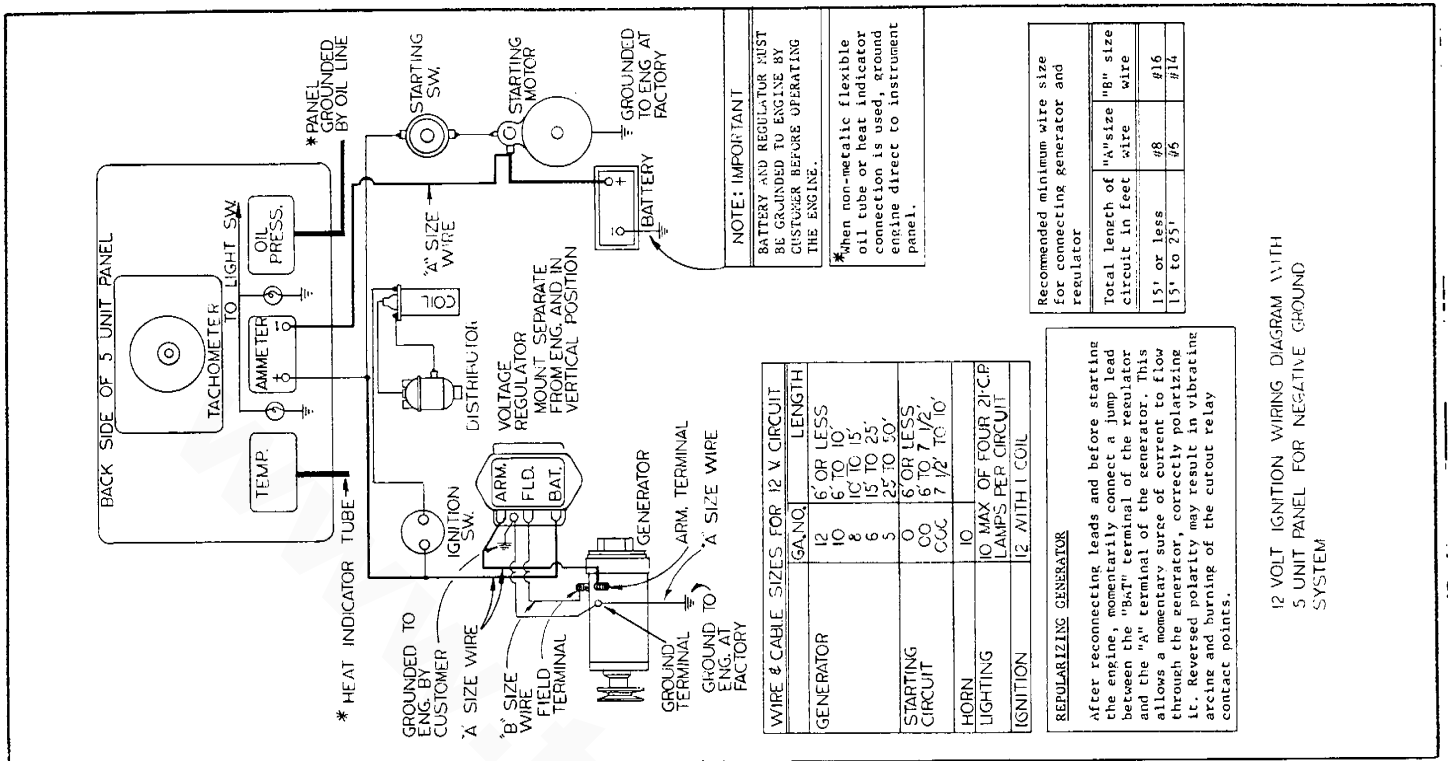 BACK SIDE OF 5 UNIT PANEL
TACHOMETER
TO LIGHT SW.
TEMP.
AMMETER
+
-
OIL
PRESS.
* HEAT INDICATOR TUBE
*PANEL
GROUNDED
BY OIL LINE
IGNITION
SW.
COIL
DISTRIBUTOR
"A" SIZE
WIRE
STARTING
SW.
STARTING
MOTOR
GROUNDED
TO ENG. AT
FACTORY
BATTERY
+
-
GROUNDED TO
ENG. BY
CUSTOMER
"A" SIZE WIRE
"B" SIZE
WIRE
FIELD
TERMINAL
GROUND
TERMINAL
GROUND TO
ENG. AT
FACTORY
ARM.
FLD.
BAT.
VOLTAGE
REGULATOR
MOUNT SEPARATE
FROM ENG. AND IN
VERTICAL POSITION
GENERATOR
ARM. TERMINAL
"A" SIZE WIRE
NOTE: IMPORTANT
BATTERY AND REGULATOR MUST
BE GROUNDED TO ENGINE BY
CUSTOMER BEFORE OPERATING
THE ENGINE.
*When non-metalic flexible
oil tube or heat indicator
connection is used, ground
engine direct to instrument
panel.
WIRE & CABLE SIZES FOR 12 V. CIRCUIT
GA. NO. LENGTH
GENERATOR 12 6' OR LESS
10 6' TO 10'
8 10' TO 15'
6 15' TO 25'
5 25' TO 50'
STARTING CIRCUIT 0 6' OR LESS
00 6' TO 7 1/2'
000 7 1/2' TO 10'
HORN 10
LIGHTING 10 MAX OF FOUR 21-C.P.
LAMPS PER CIRCUIT
IGNITION 12 WITH 1 COIL
Recommended minimum wire size
for connecting generator and
regulator
Total length of "A" size "B" size
circuit in feet wire wire
15' or less #8 #16
15' to 25' #6 #14
REPULARIZING GENERATOR
After reconnecting leads and before starting
the engine, momentarily connect a jump lead
between the "BAT" terminal of the regulator
and the "A" terminal of the generator. This
allows a momentary surge of current to flow
through the generator, correctly polarizing
it. Reversed polarity may result in vibrating
arcing and burning of the cutout relay
contact points.
12 VOLT IGNITION WIRING DIAGRAM WITH
5 UNIT PANEL FOR NEGATIVE GROUND
SYSTEM